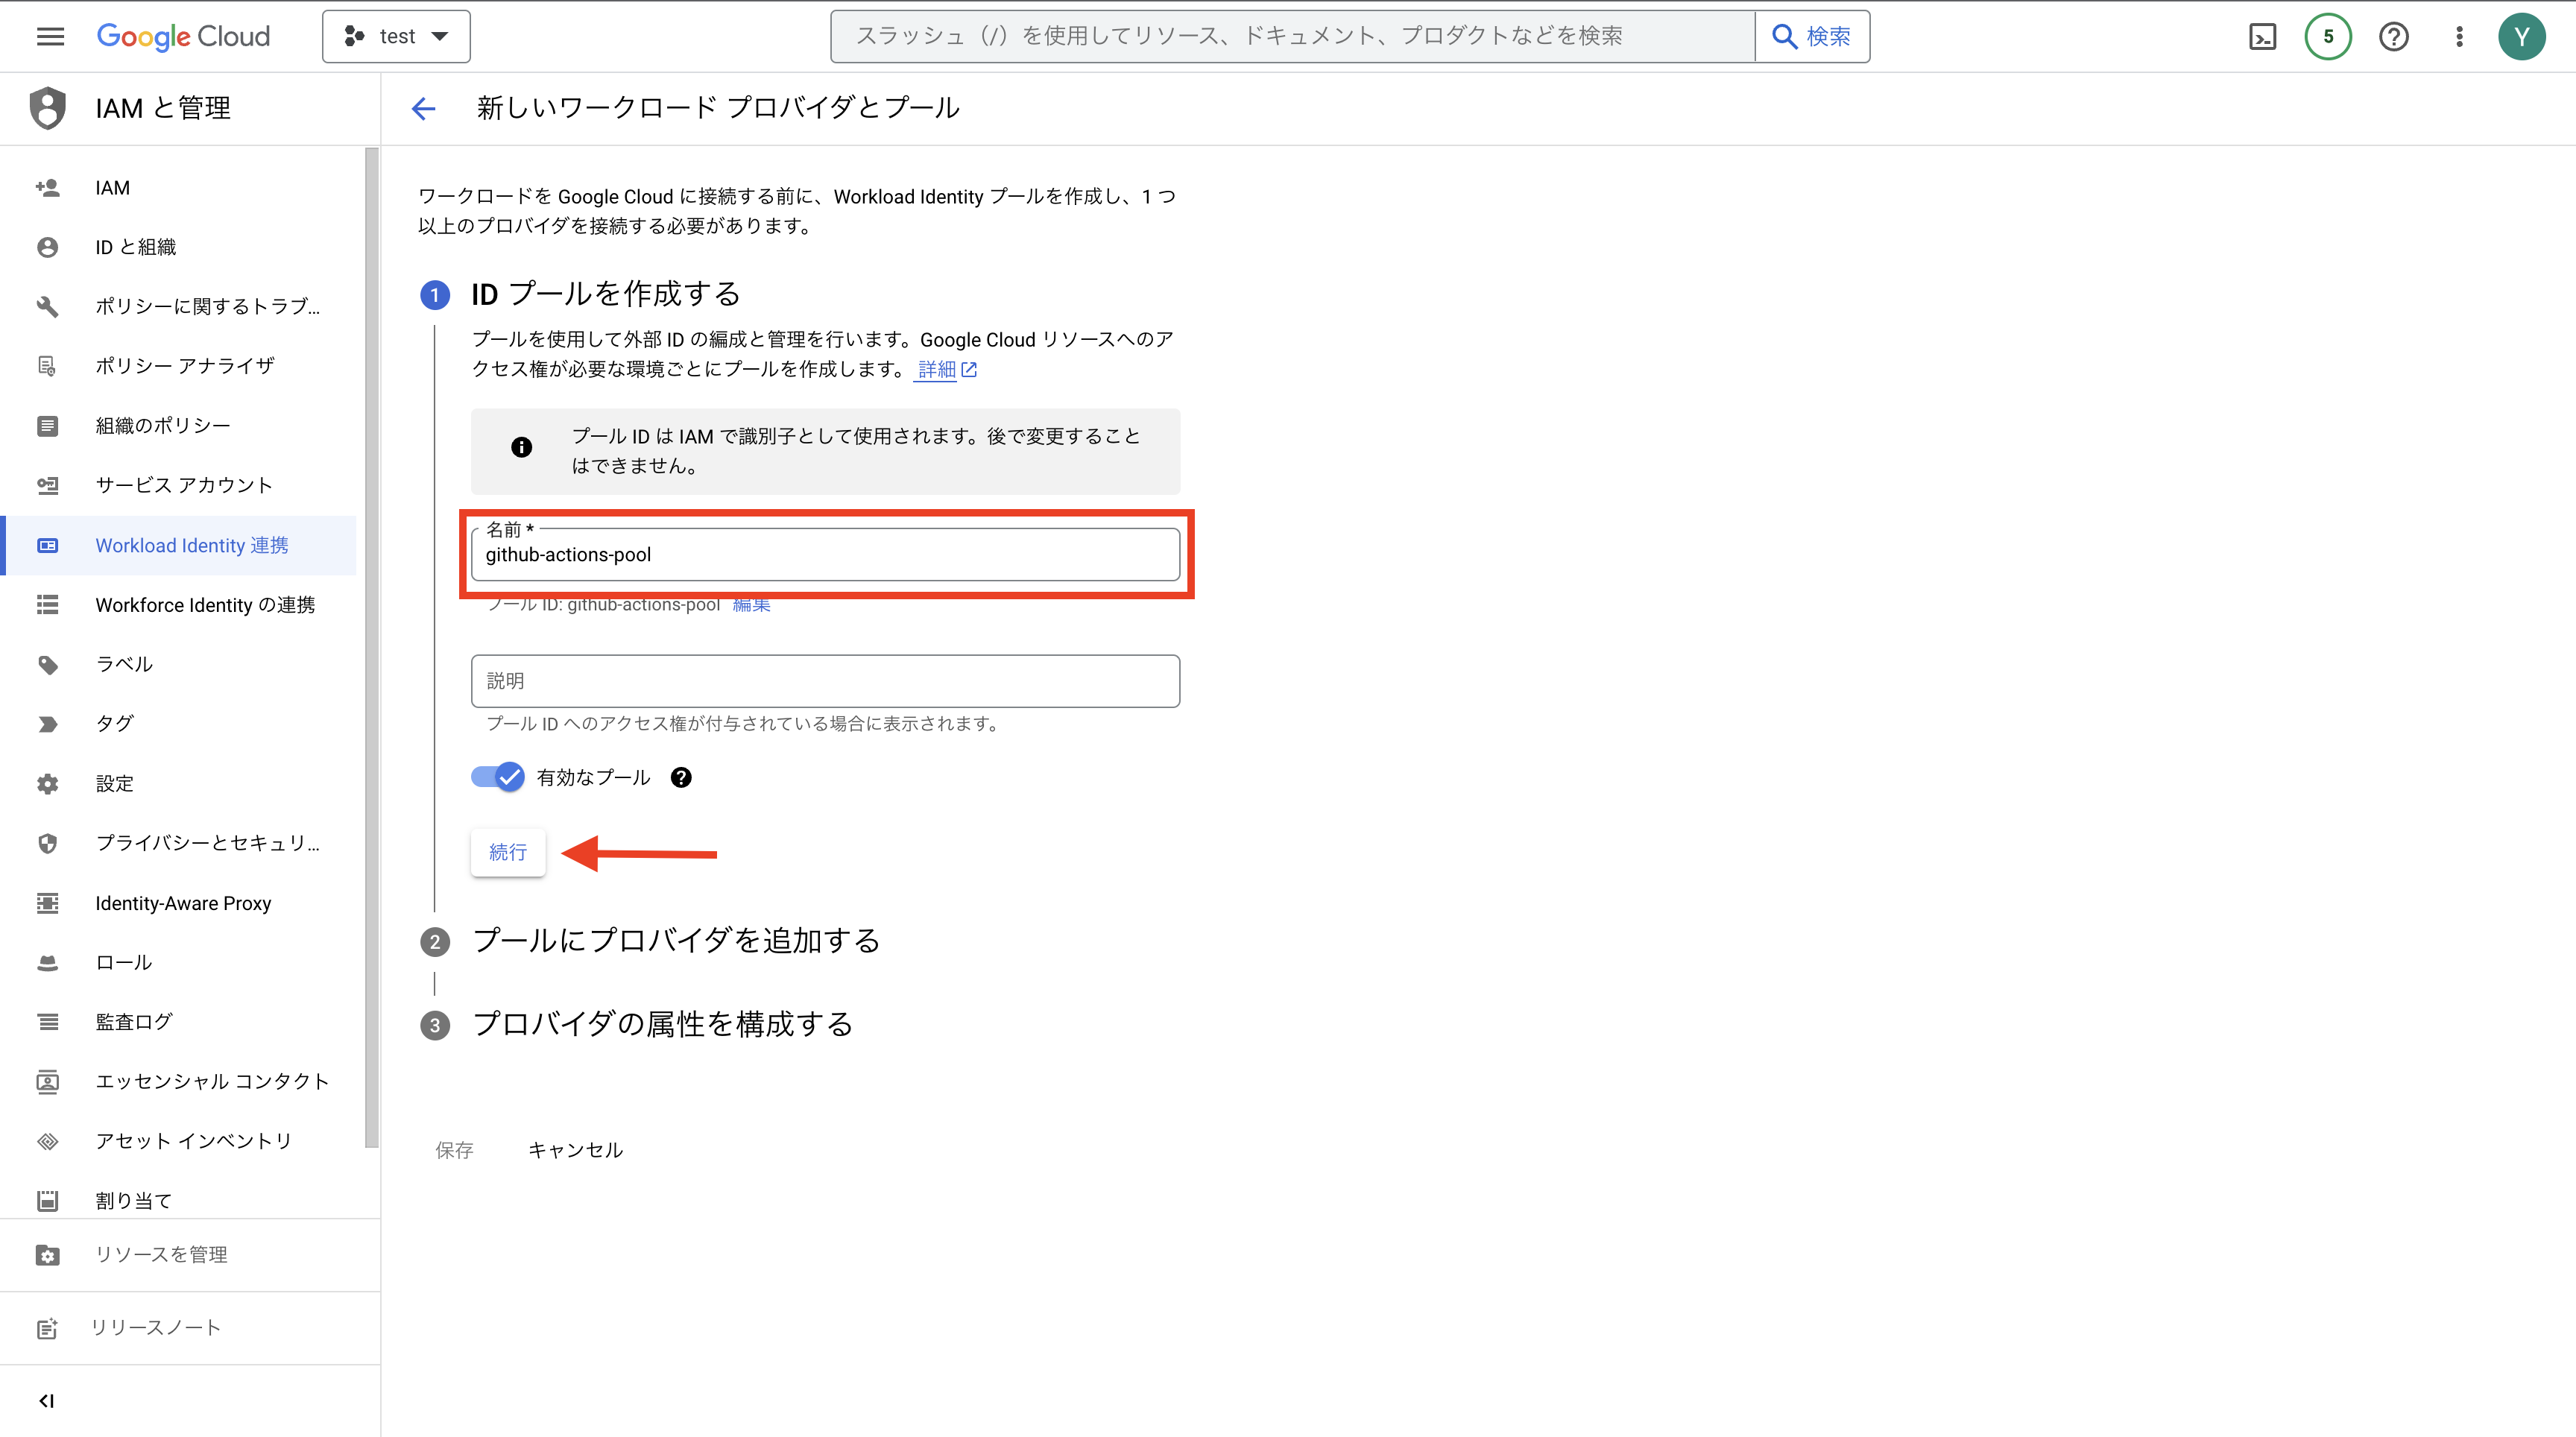 Google Cloud
test
スラッシュ（/）を使用してリソース、ドキュメント、プロダクトなどを検索
検索
5
Y
IAM と管理
新しいワークロード プロバイダとプール
IAM
ID と組織
ポリシーに関するトラブ...
ポリシー アナライザ
組織のポリシー
サービス アカウント
Workload Identity 連携
Workforce Identity の連携
ラベル
タグ
設定
プライバシーとセキュリ...
Identity-Aware Proxy
ロール
監査ログ
エッセンシャル コンタクト
アセット インベントリ
割り当て
リソースを管理
リリースノート
ワークロードを Google Cloud に接続する前に、Workload Identity プールを作成し、1 つ
以上のプロバイダを接続する必要があります。
1 ID プールを作成する
プールを使用して外部 ID の編成と管理を行います。Google Cloud リソースへのア
クセス権が必要な環境ごとにプールを作成します。 詳細
プール ID は IAM で識別子として使用されます。後で変更すること
はできません。
名前 *
github-actions-pool
プール ID: github-actions-pool 編集
説明
プール ID へのアクセス権が付与されている場合に表示されます。
有効なプール
続行
2 プールにプロバイダを追加する
3 プロバイダの属性を構成する
保存 キャンセル